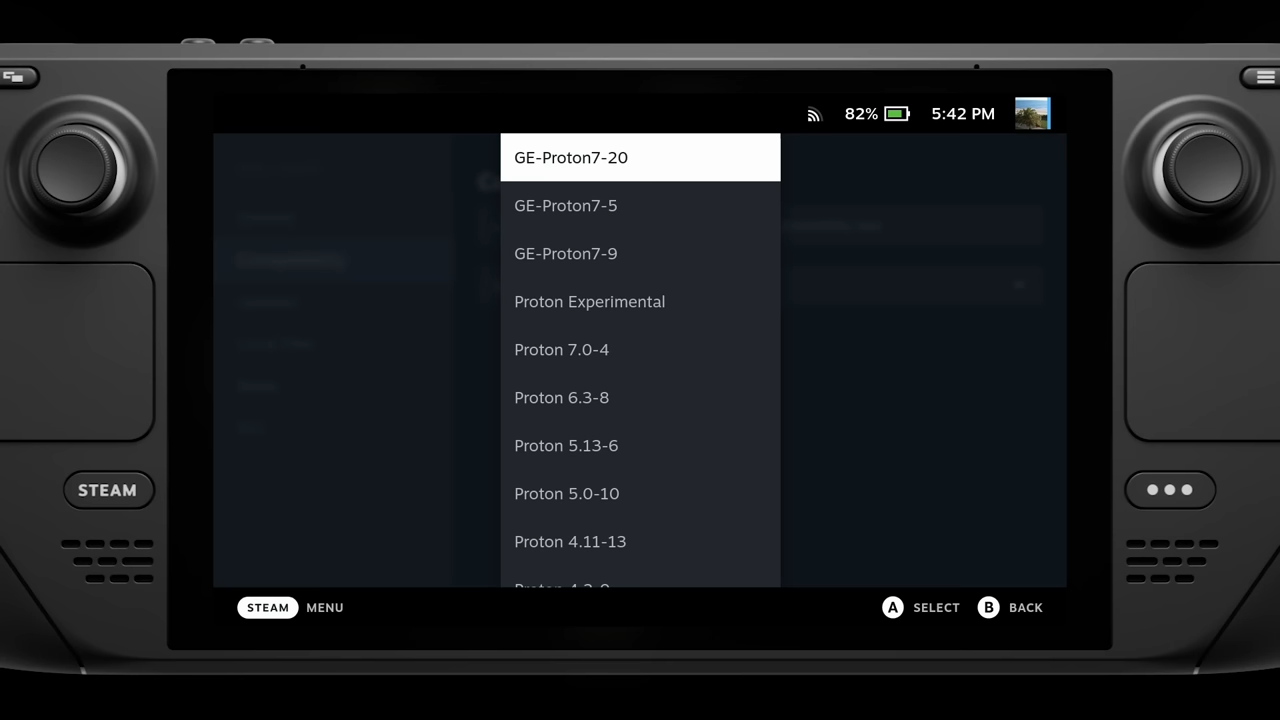 82% 5:42 PM
GE-Proton7-20
GE-Proton7-5
GE-Proton7-9
Proton Experimental
Proton 7.0-4
Proton 6.3-8
Proton 5.13-6
Proton 5.0-10
Proton 4.11-13
STEAM
STEAM MENU
A SELECT B BACK